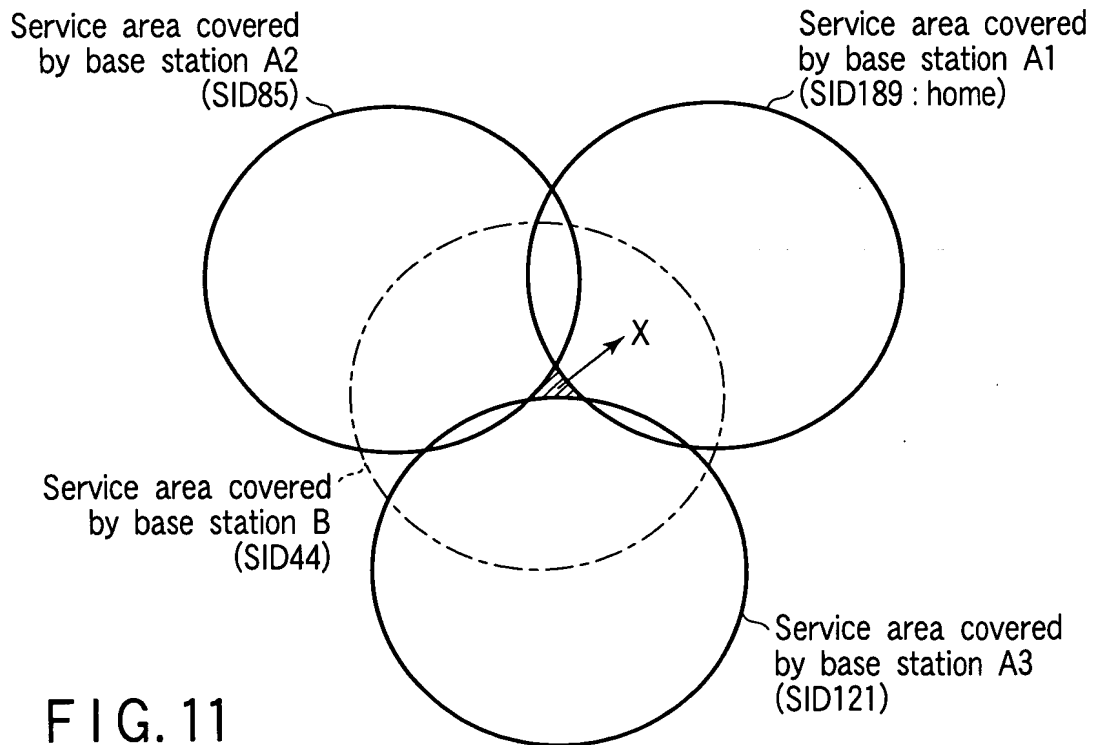 Service area covered
by base station A2
(SID85)
Service area covered
by base station A1
(SID189 : home)
X
Service area covered
by base station B
(SID44)
Service area covered
by base station A3
(SID121)
FIG. 11